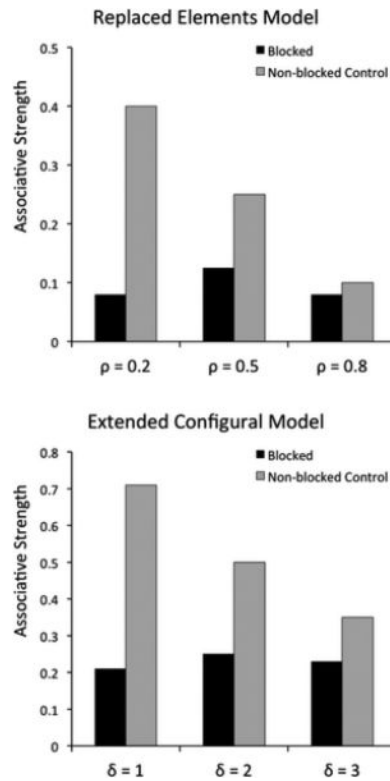 Replaced Elements Model
0.5
0.4
0.3
0.2
0.1
0
Associative Strength
Blocked
Non-blocked Control
ρ = 0.2 ρ = 0.5 ρ = 0.8
Extended Configural Model
0.8
0.7
0.6
0.5
0.4
0.3
0.2
0.1
0
Associative Strength
Blocked
Non-blocked Control
δ = 1 δ = 2 δ = 3